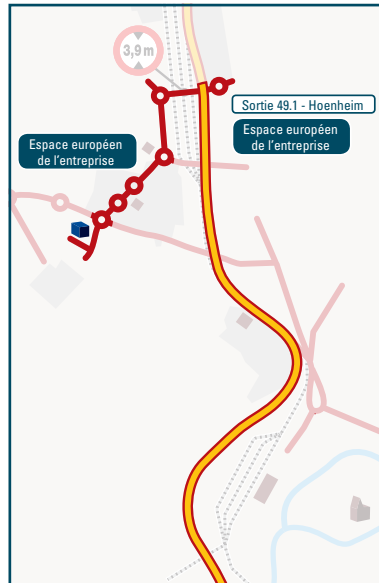 3,9 m
Sortie 49.1 - Hoenheim
Espace européen
de l'entreprise
Espace européen
de l'entreprise